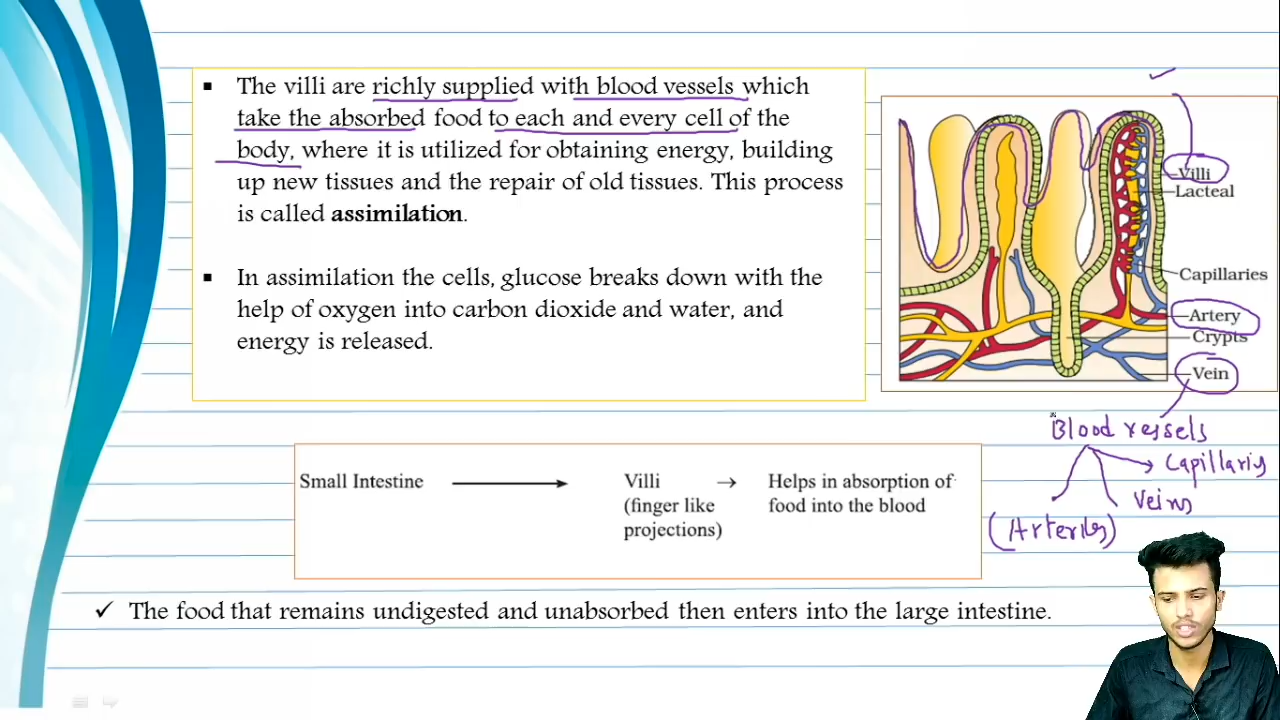 ▪ The villi are richly supplied with blood vessels which
take the absorbed food to each and every cell of the
body, where it is utilized for obtaining energy, building
up new tissues and the repair of old tissues. This process
is called assimilation.
▪ In assimilation the cells, glucose breaks down with the
help of oxygen into carbon dioxide and water, and
energy is released.
Villi
Lacteal
Capillaries
Artery
Crypts
Vein
Blood vessels
Capillaris
Veins
(Arteries)
Small Intestine → Villi → Helps in absorption of
(finger like food into the blood
projections)
✓ The food that remains undigested and unabsorbed then enters into the large intestine.